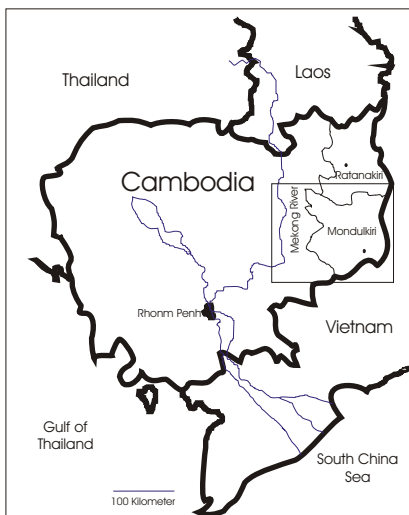 Thailand
Laos
Ratanakiri
Cambodia
Mekong River
Mondulkiri
Rhonm Penh
Vietnam
Gulf of
Thailand
South China
Sea
100 Kilometer